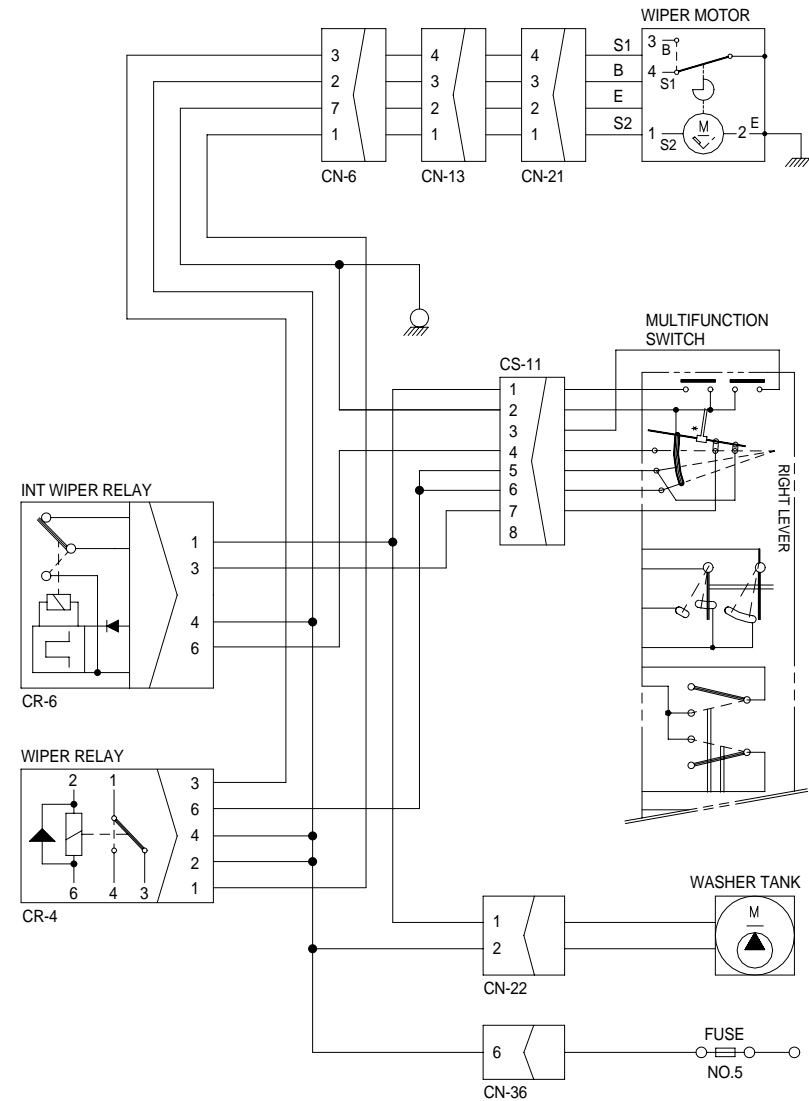 WIPER MOTOR
3 4 4 S1 3 B
2 3 3 B 4 S1
7 2 2 E
1 1 1 S2 1 S2 M 2 E
CN-6 CN-13 CN-21
MULTIFUNCTION
SWITCH
CS-11
1
2
3
4
5
6
7
8
*
RIGHT LEVER
INT WIPER RELAY
1
3
4
6
CR-6
WIPER RELAY
2 1
6 4 3
3
6
4
2
1
CR-4
WASHER TANK
M
1
2
CN-22
FUSE
6
NO.5
CN-36